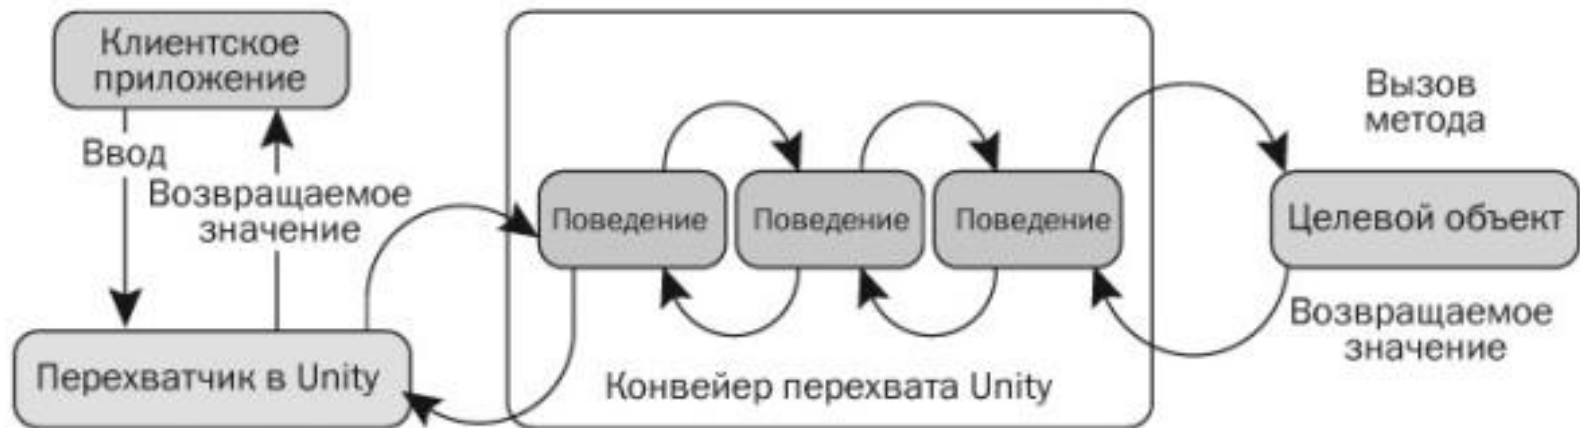 Клиентское
приложение
Ввод
Возвращаемое
значение
Перехватчик в Unity
Поведение
Поведение
Поведение
Конвейер перехвата Unity
Вызов
метода
Целевой объект
Возвращаемое
значение